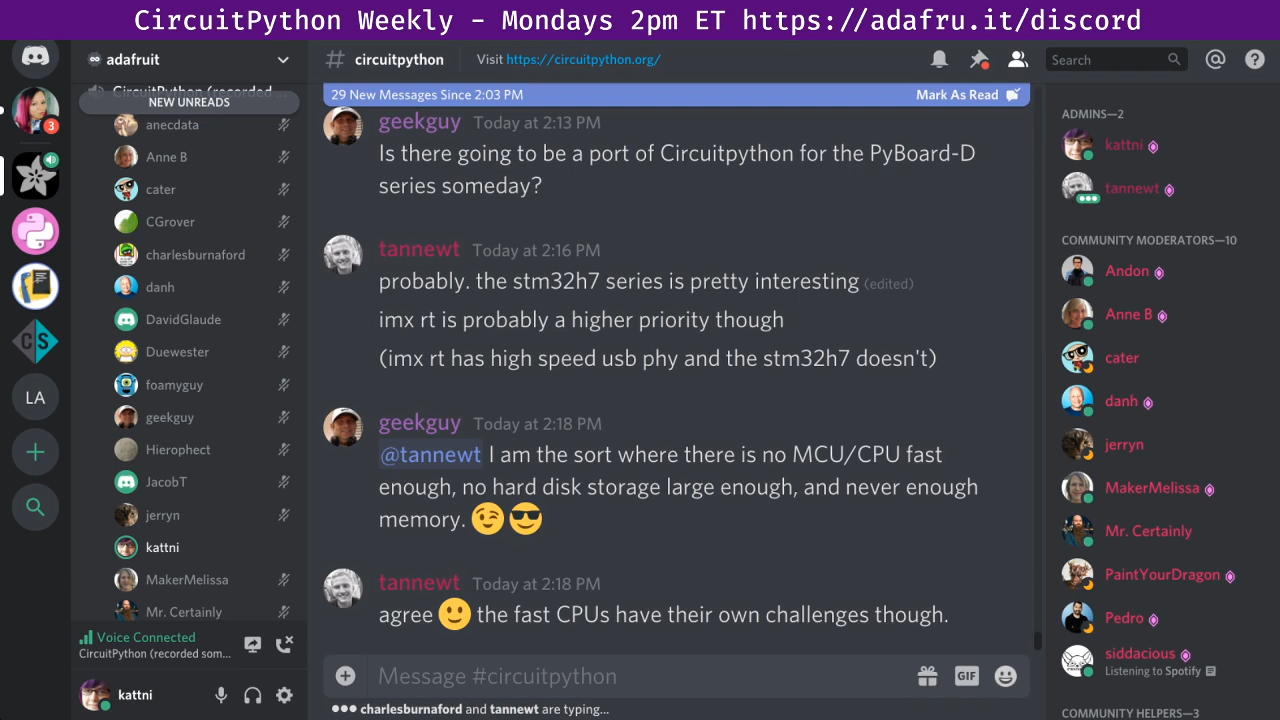 CircuitPython Weekly - Mondays 2pm ET https://adafru.it/discord
adafruit
CircuitPython (recorded
NEW UNREADS
anecdata
Anne B
cater
CGrover
charlesburnaford
danh
DavidGlaude
Duewester
foamyguy
geekguy
Hierophect
JacobT
jerryn
kattni
MakerMelissa
Mr. Certainly
Voice Connected
CircuitPython (recorded som...
kattni
3
LA
# circuitpython Visit https://circuitpython.org/
Search
29 New Messages Since 2:03 PM Mark As Read
geekguy Today at 2:13 PM
Is there going to be a port of Circuitpython for the PyBoard-D
series someday?
tannewt Today at 2:16 PM
probably. the stm32h7 series is pretty interesting (edited)
imx rt is probably a higher priority though
(imx rt has high speed usb phy and the stm32h7 doesn't)
geekguy Today at 2:18 PM
@tannewt I am the sort where there is no MCU/CPU fast
enough, no hard disk storage large enough, and never enough
memory. 😉😎
tannewt Today at 2:18 PM
agree 🙂 the fast CPUs have their own challenges though.
Message #circuitpython
GIF
charlesburnaford and tannewt are typing...
ADMINS—2
kattni
tannewt
COMMUNITY MODERATORS—10
Andon
Anne B
cater
danh
jerryn
MakerMelissa
Mr. Certainly
PaintYourDragon
Pedro
siddacious
Listening to Spotify
COMMUNITY HELPERS—3